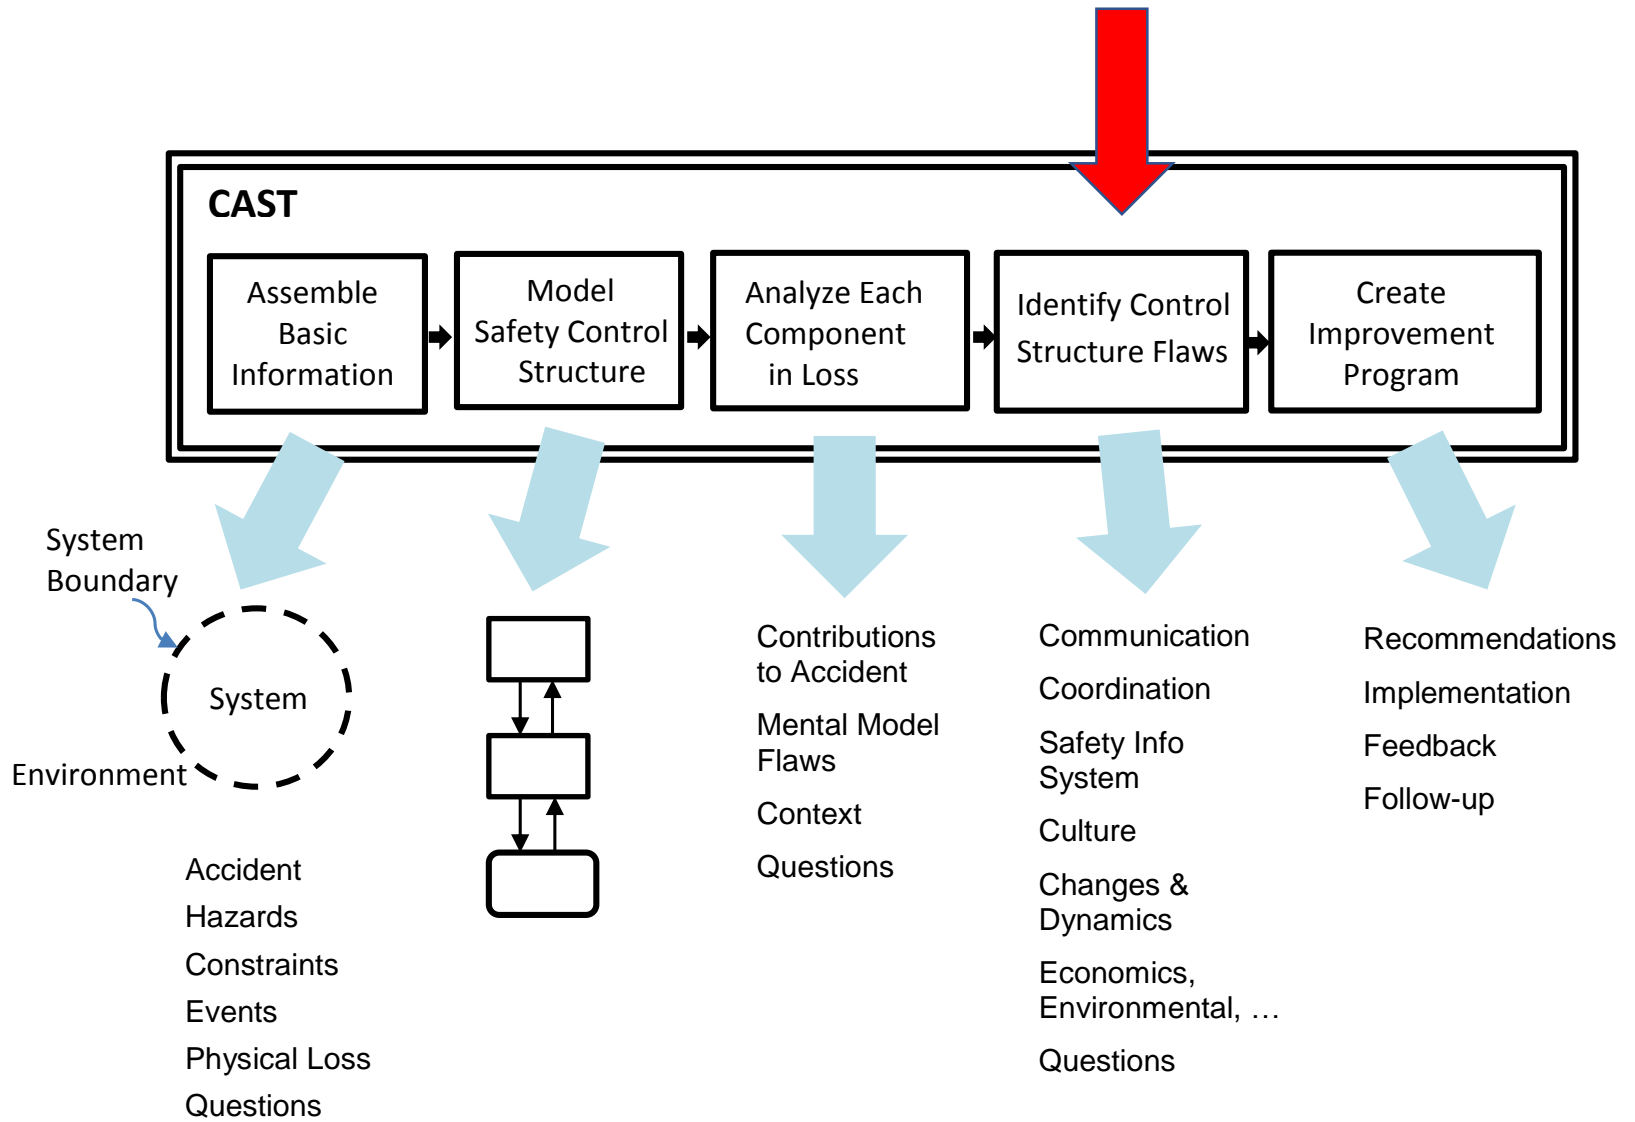 CAST
Assemble
Basic
Information
Model
Safety Control
Structure
Analyze Each
Component
in Loss
Identify Control
Structure Flaws
Create
Improvement
Program
System
Boundary
System
Environment
Accident
Hazards
Constraints
Events
Physical Loss
Questions
Contributions
to Accident
Mental Model
Flaws
Context
Questions
Communication
Coordination
Safety Info
System
Culture
Changes &
Dynamics
Economics,
Environmental, …
Questions
Recommendations
Implementation
Feedback
Follow-up